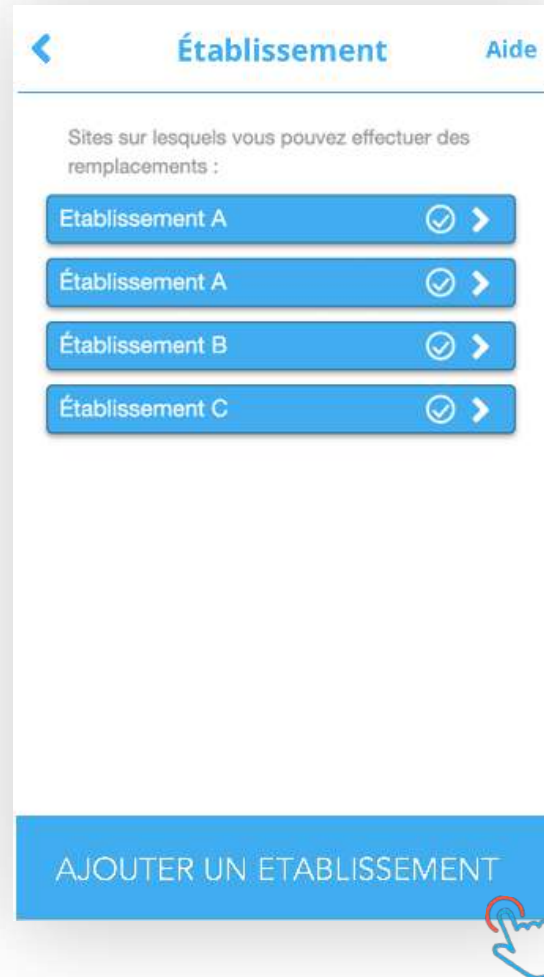 Établissement
Aide
Sites sur lesquels vous pouvez effectuer des
remplacements :
Etablissement A
Établissement A
Établissement B
Établissement C
AJOUTER UN ETABLISSEMENT